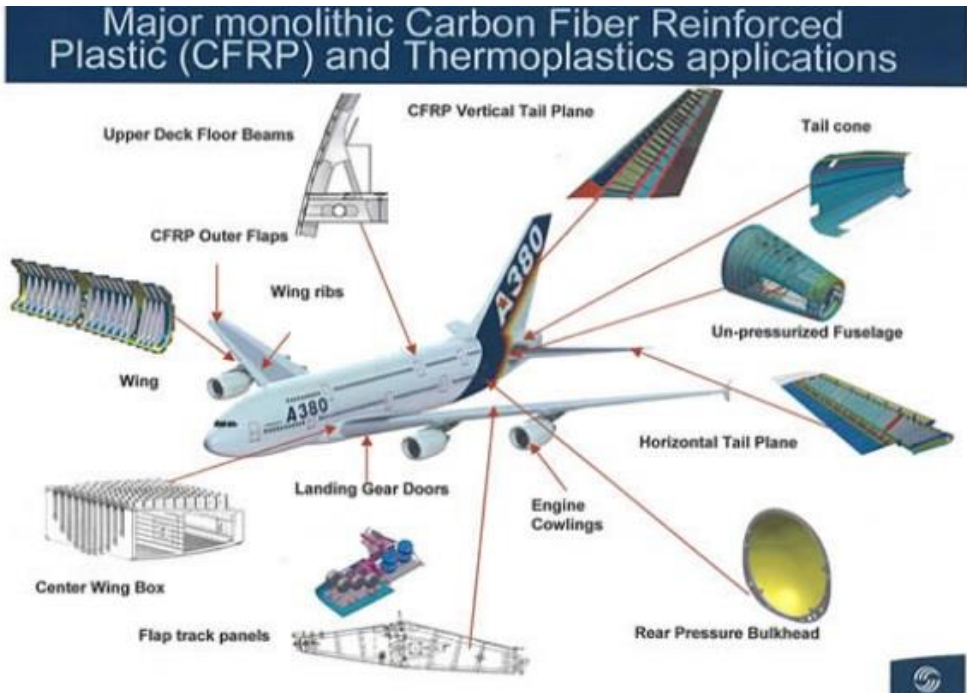 Major monolithic Carbon Fiber Reinforced
Plastic (CFRP) and Thermoplastics applications
CFRP Vertical Tail Plane
Upper Deck Floor Beams
Tail cone
CFRP Outer Flaps
Wing ribs
Un-pressurized Fuselage
Wing
A380
A380
Horizontal Tail Plane
Landing Gear Doors
Engine
Cowlings
Center Wing Box
Flap track panels
Rear Pressure Bulkhead